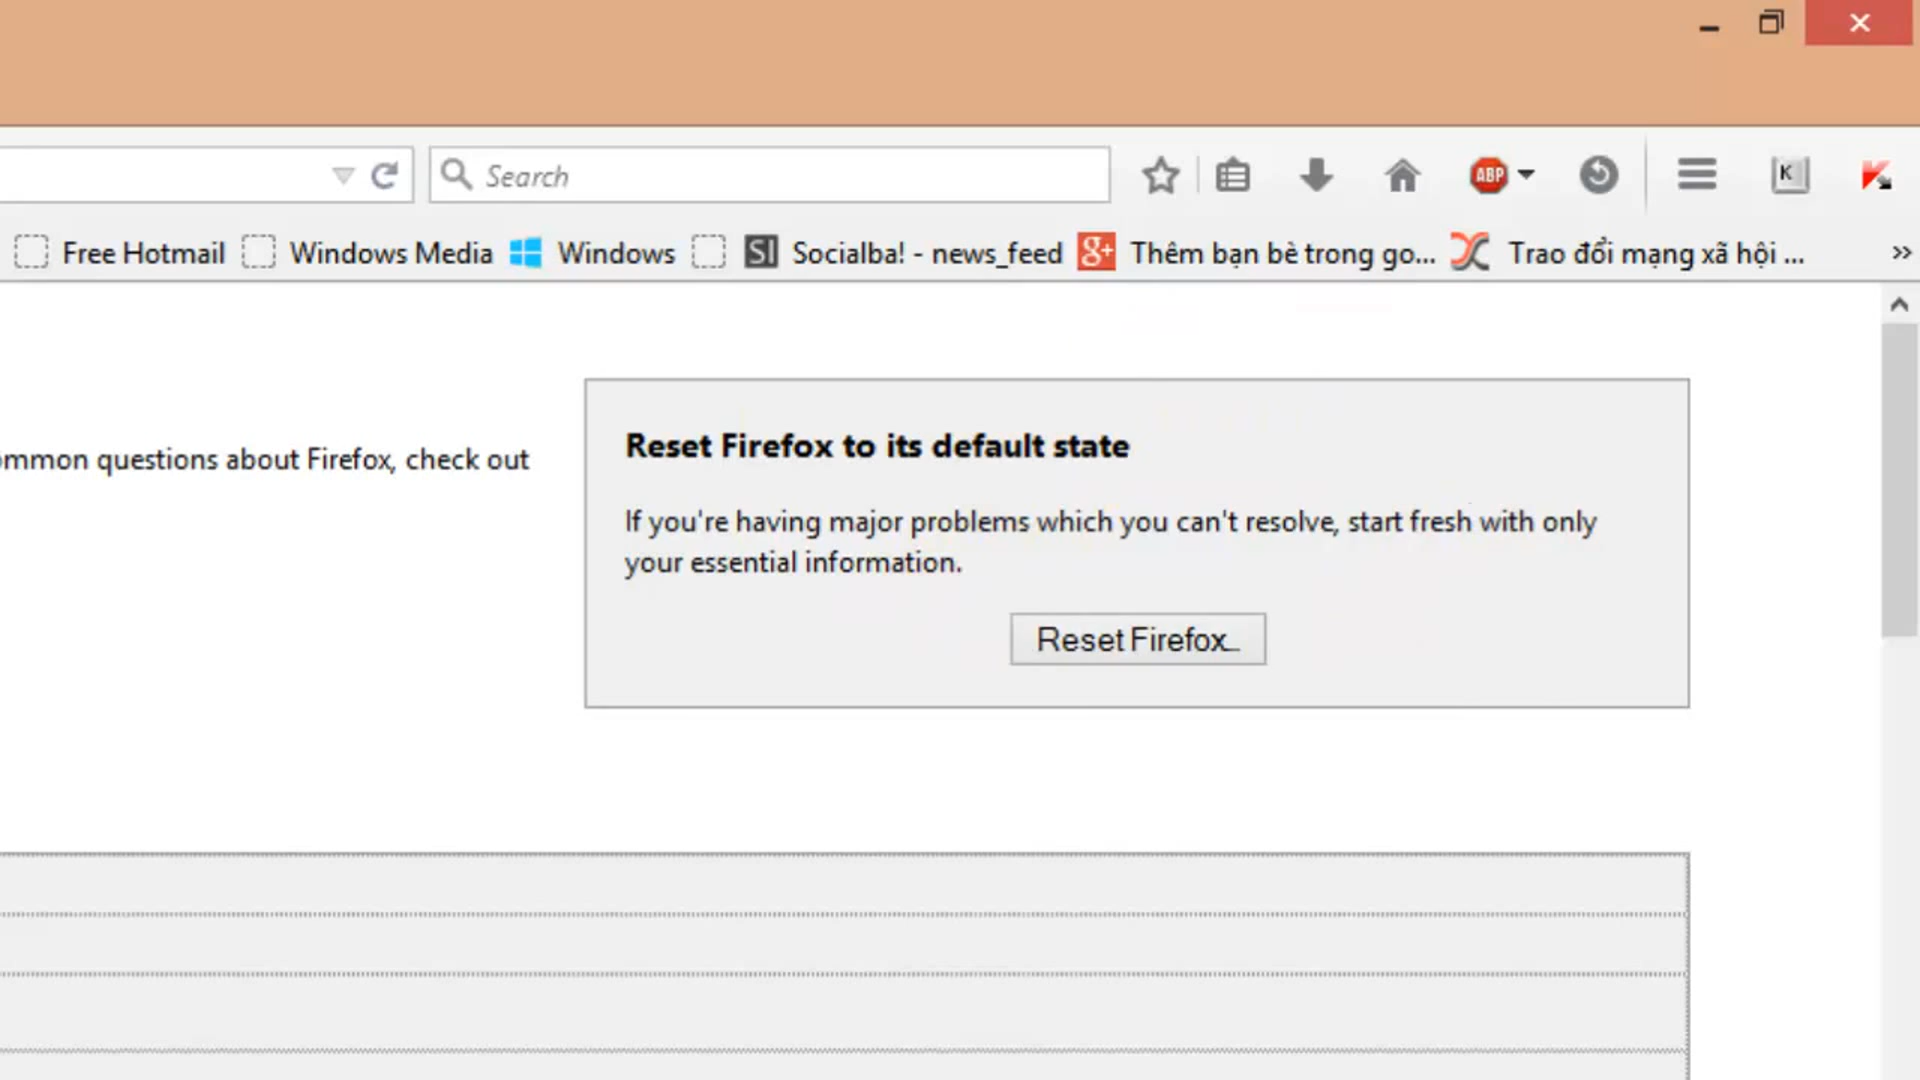 Search
ABP
K
Free Hotmail
Windows Media
Windows
SI
Socialba! - news_feed
g+
Thêm bạn bè trong go...
Trao đổi mạng xã hội ...
Reset Firefox to its default state
ommon questions about Firefox, check out
If you're having major problems which you can't resolve, start fresh with only
your essential information.
Reset Firefox...